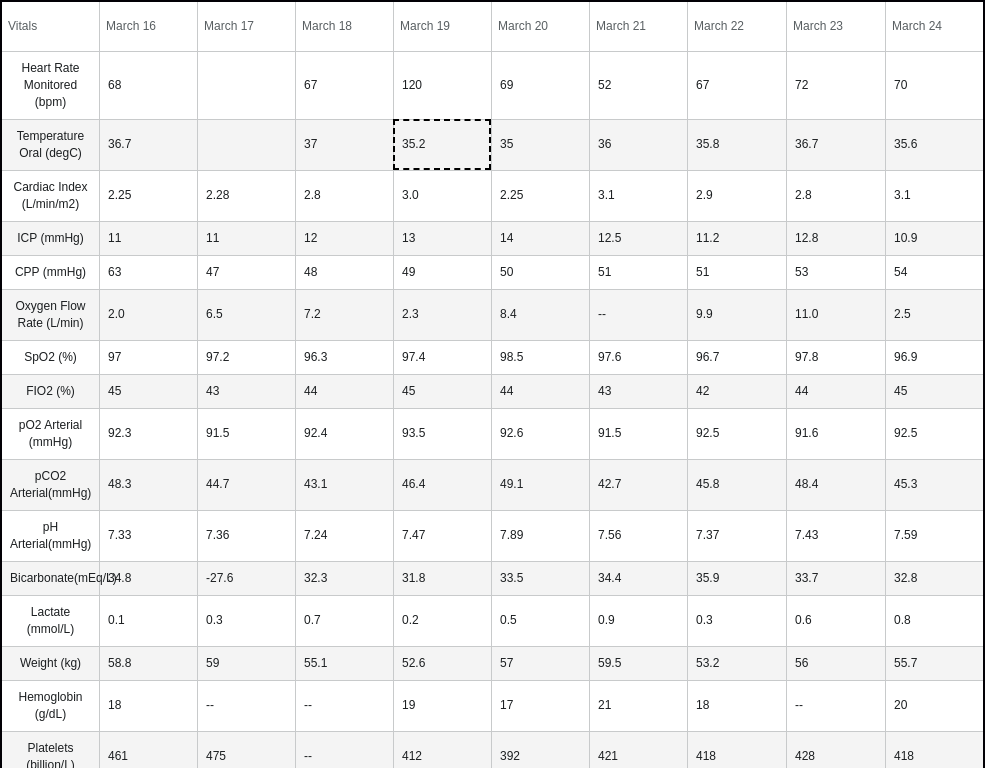 Vitals March 16 March 17 March 18 March 19 March 20 March 21 March 22 March 23 March 24
Heart Rate
Monitored
(bpm)
68 67 120 69 52 67 72 70
Temperature
Oral (degC)
36.7 37 35.2 35 36 35.8 36.7 35.6
Cardiac Index
(L/min/m2)
2.25 2.28 2.8 3.0 2.25 3.1 2.9 2.8 3.1
ICP (mmHg) 11 11 12 13 14 12.5 11.2 12.8 10.9
CPP (mmHg) 63 47 48 49 50 51 51 53 54
Oxygen Flow
Rate (L/min)
2.0 6.5 7.2 2.3 8.4 -- 9.9 11.0 2.5
SpO2 (%) 97 97.2 96.3 97.4 98.5 97.6 96.7 97.8 96.9
FIO2 (%) 45 43 44 45 44 43 42 44 45
pO2 Arterial
(mmHg)
92.3 91.5 92.4 93.5 92.6 91.5 92.5 91.6 92.5
pCO2
Arterial(mmHg)
48.3 44.7 43.1 46.4 49.1 42.7 45.8 48.4 45.3
pH
Arterial(mmHg)
7.33 7.36 7.24 7.47 7.89 7.56 7.37 7.43 7.59
Bicarbonate(mEq/L) 34.8 -27.6 32.3 31.8 33.5 34.4 35.9 33.7 32.8
Lactate
(mmol/L)
0.1 0.3 0.7 0.2 0.5 0.9 0.3 0.6 0.8
Weight (kg) 58.8 59 55.1 52.6 57 59.5 53.2 56 55.7
Hemoglobin
(g/dL)
18 -- -- 19 17 21 18 -- 20
Platelets
(billion/L)
461 475 -- 412 392 421 418 428 418